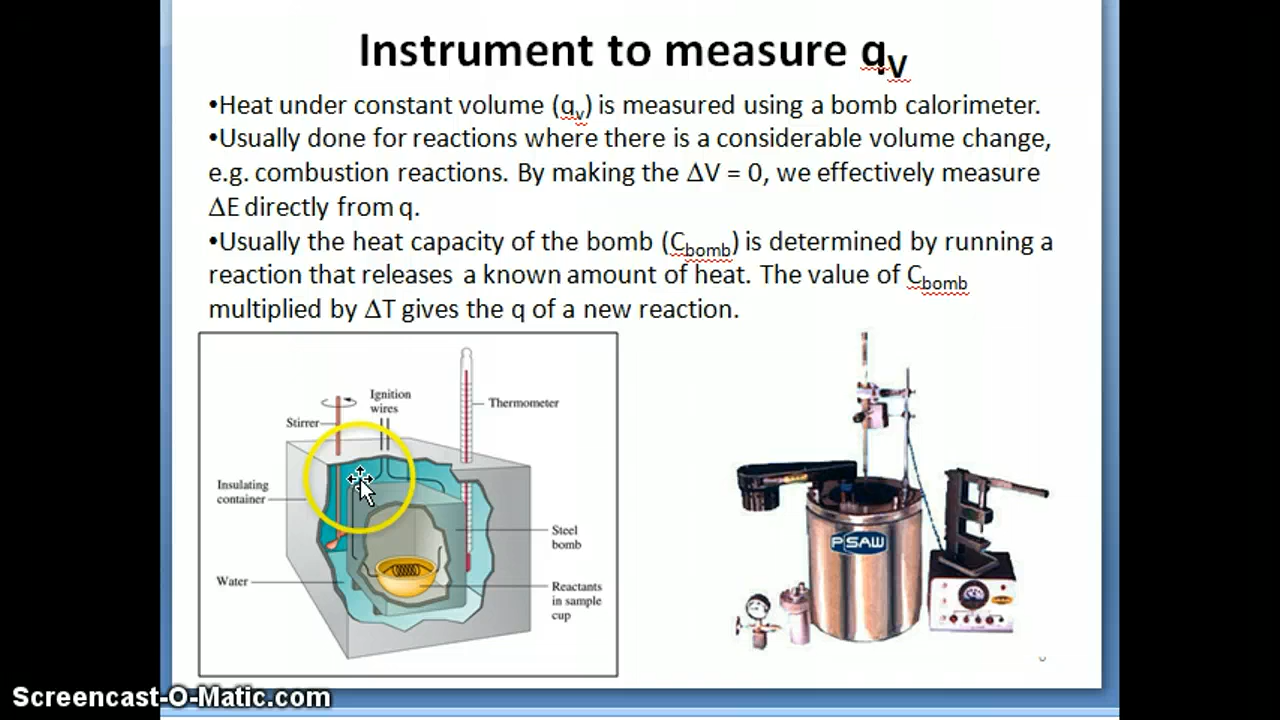 Instrument to measure qV
•Heat under constant volume (qv) is measured using a bomb calorimeter.
•Usually done for reactions where there is a considerable volume change,
e.g. combustion reactions. By making the ΔV = 0, we effectively measure
ΔE directly from q.
•Usually the heat capacity of the bomb (Cbomb) is determined by running a
reaction that releases a known amount of heat. The value of Cbomb
multiplied by ΔT gives the q of a new reaction.
Ignition
wires
Thermometer
Stirrer
Insulating
container
Steel
bomb
Water
Reactants
in sample
cup
PSAW
Screencast-O-Matic.com